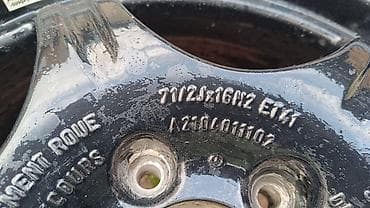 71/2Jx16H2 ET41
A2104011102
MENT ROUE
COURS